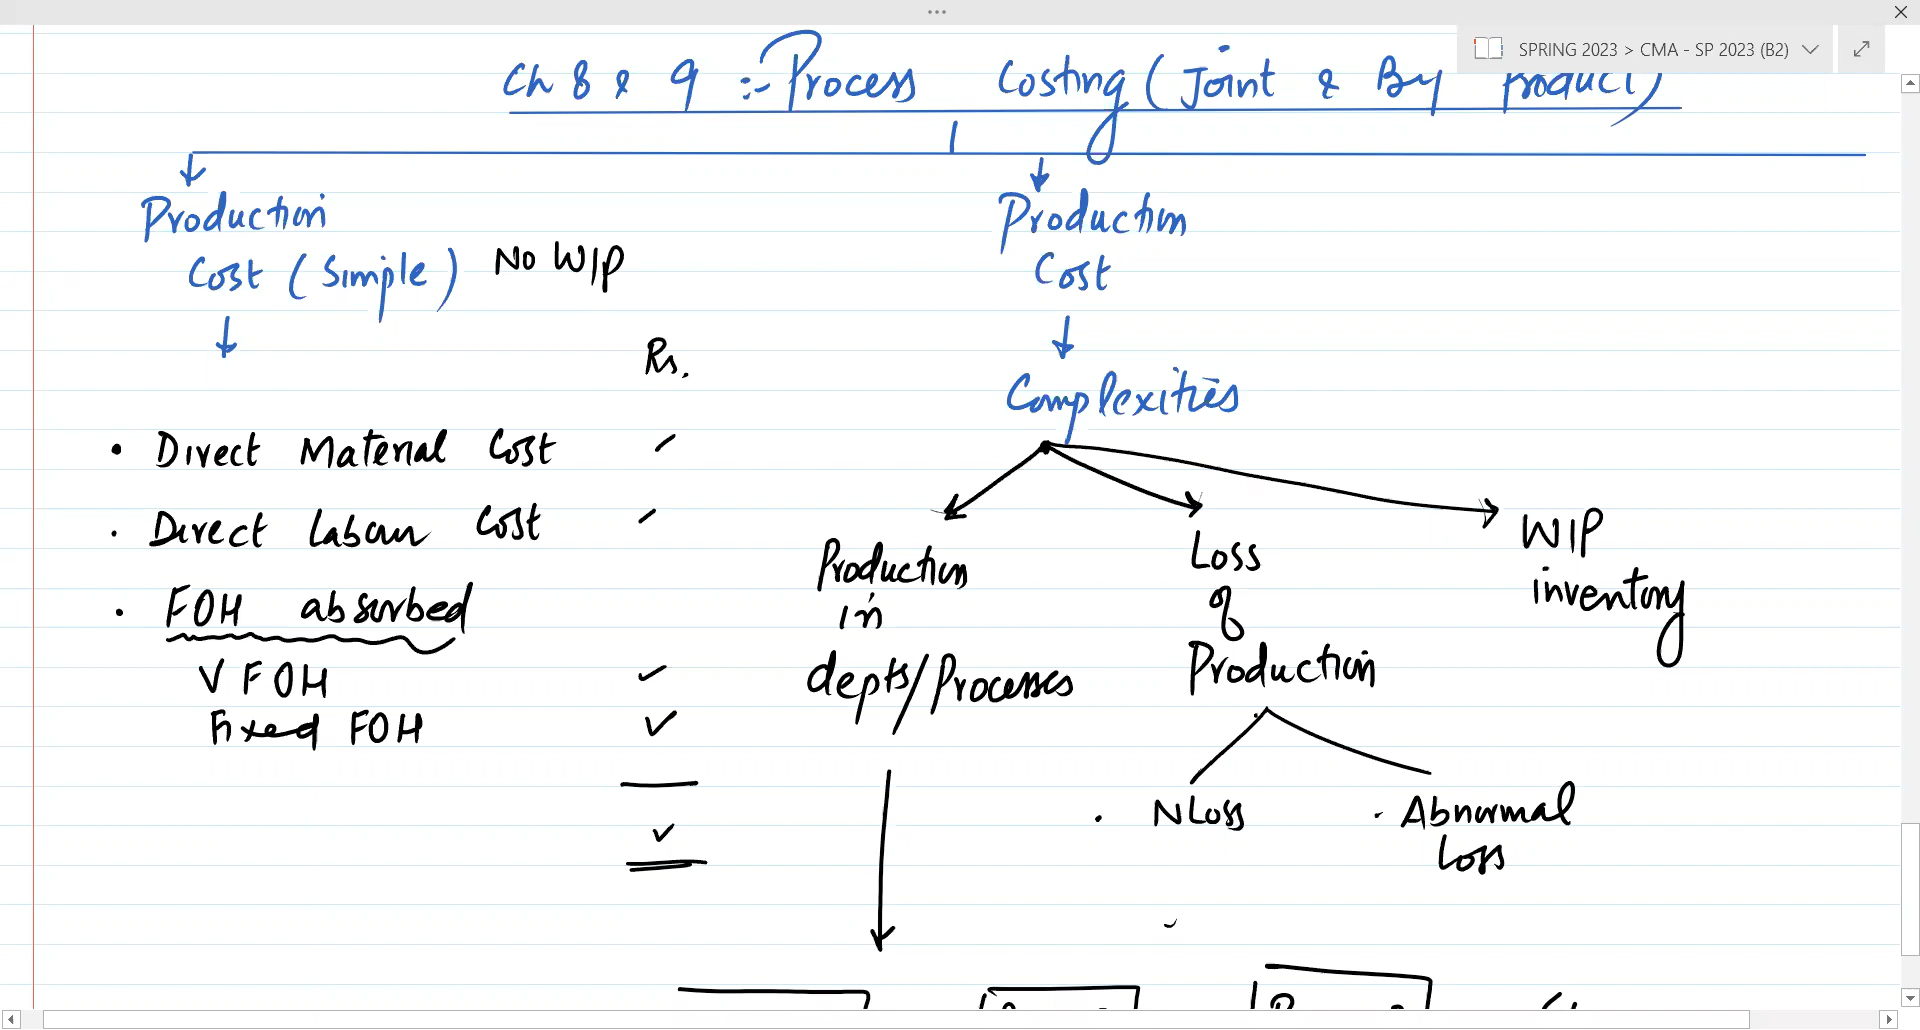 SPRING 2023 > CMA - SP 2023 (B2)
Ch 8 & 9 :- Process Costing (Joint & By Product)
Production
Cost (Simple) No WIP
Rs.
• Direct Material Cost
• Direct Labour Cost
• FOH absorbed
V FOH
Fixed FOH
Production
Cost
Complexities
Production
in
depts/Processes
Loss
of
Production
• N Loss
• Abnormal
Loss
WIP
inventory